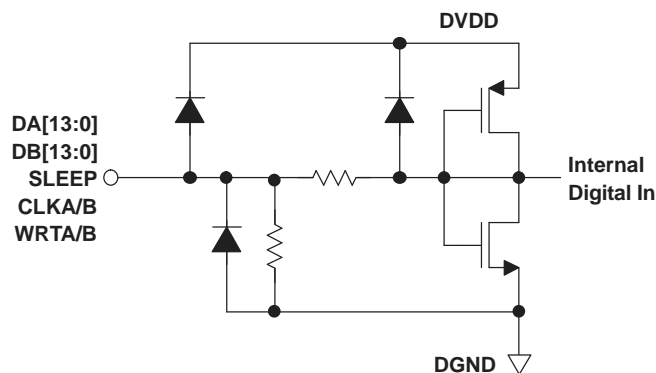 DVDD
DA[13:0]
DB[13:0]
SLEEP
CLKA/B
WRTA/B
Internal
Digital In
DGND